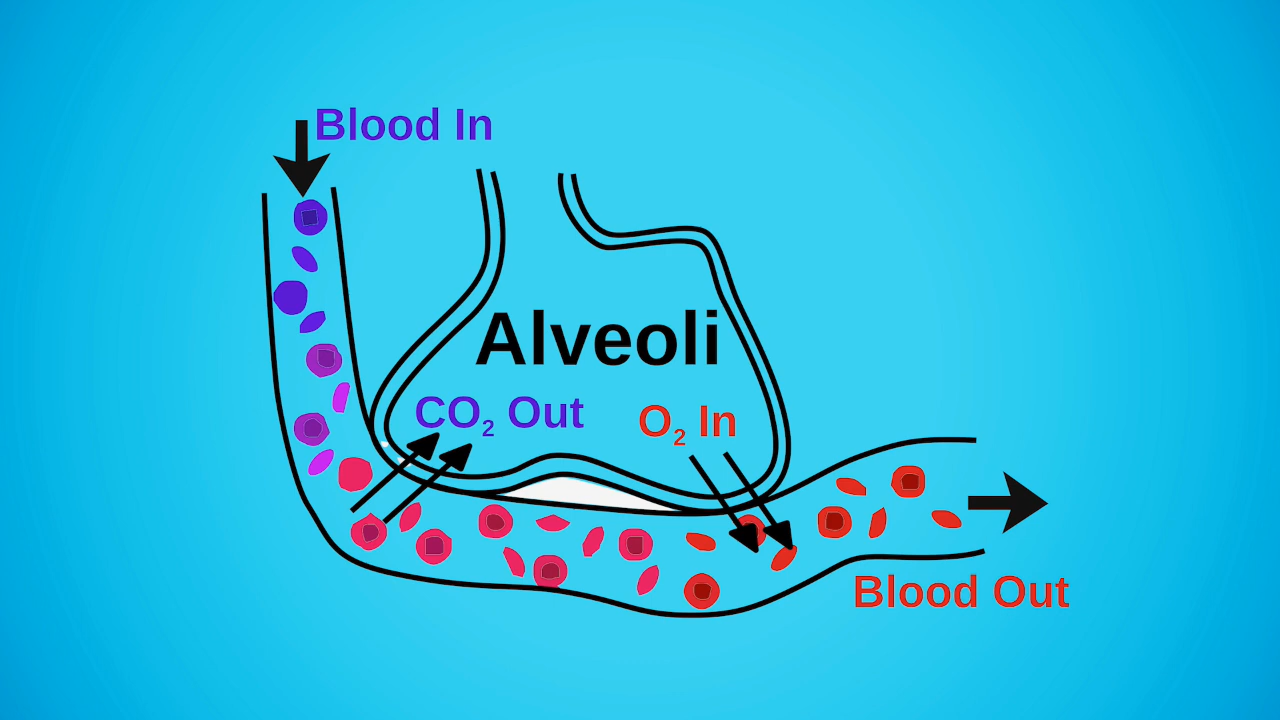 Blood In
Alveoli
CO₂ Out
O₂ In
Blood Out